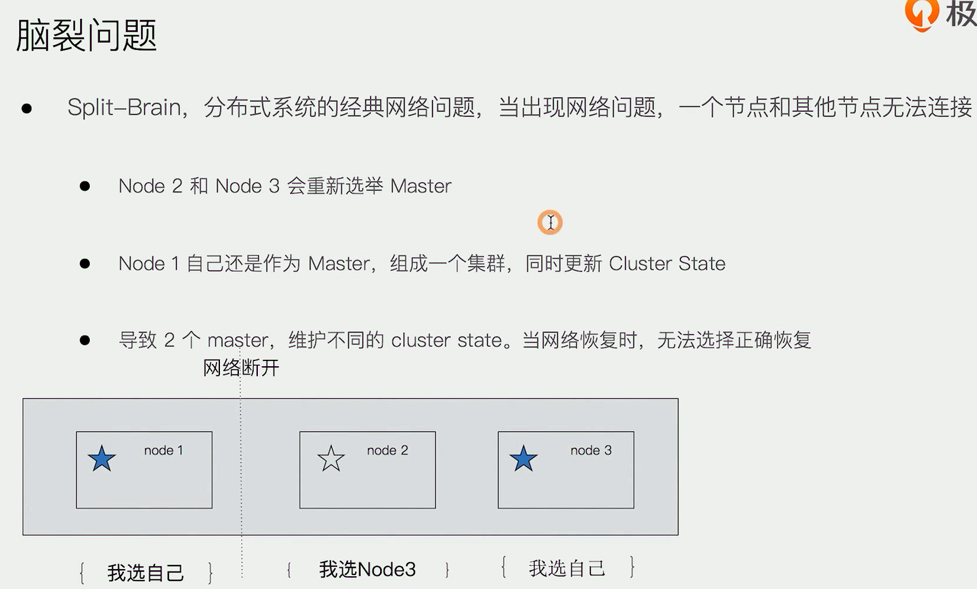 极
脑裂问题
● Split-Brain，分布式系统的经典网络问题，当出现网络问题，一个节点和其他节点无法连接
● Node 2 和 Node 3 会重新选举 Master
● Node 1 自己还是作为 Master，组成一个集群，同时更新 Cluster State
● 导致 2 个 master，维护不同的 cluster state。当网络恢复时，无法选择正确恢复
网络断开
node 1
node 2
node 3
{ 我选自己 }
{ 我选Node3 }
{ 我选自己 }